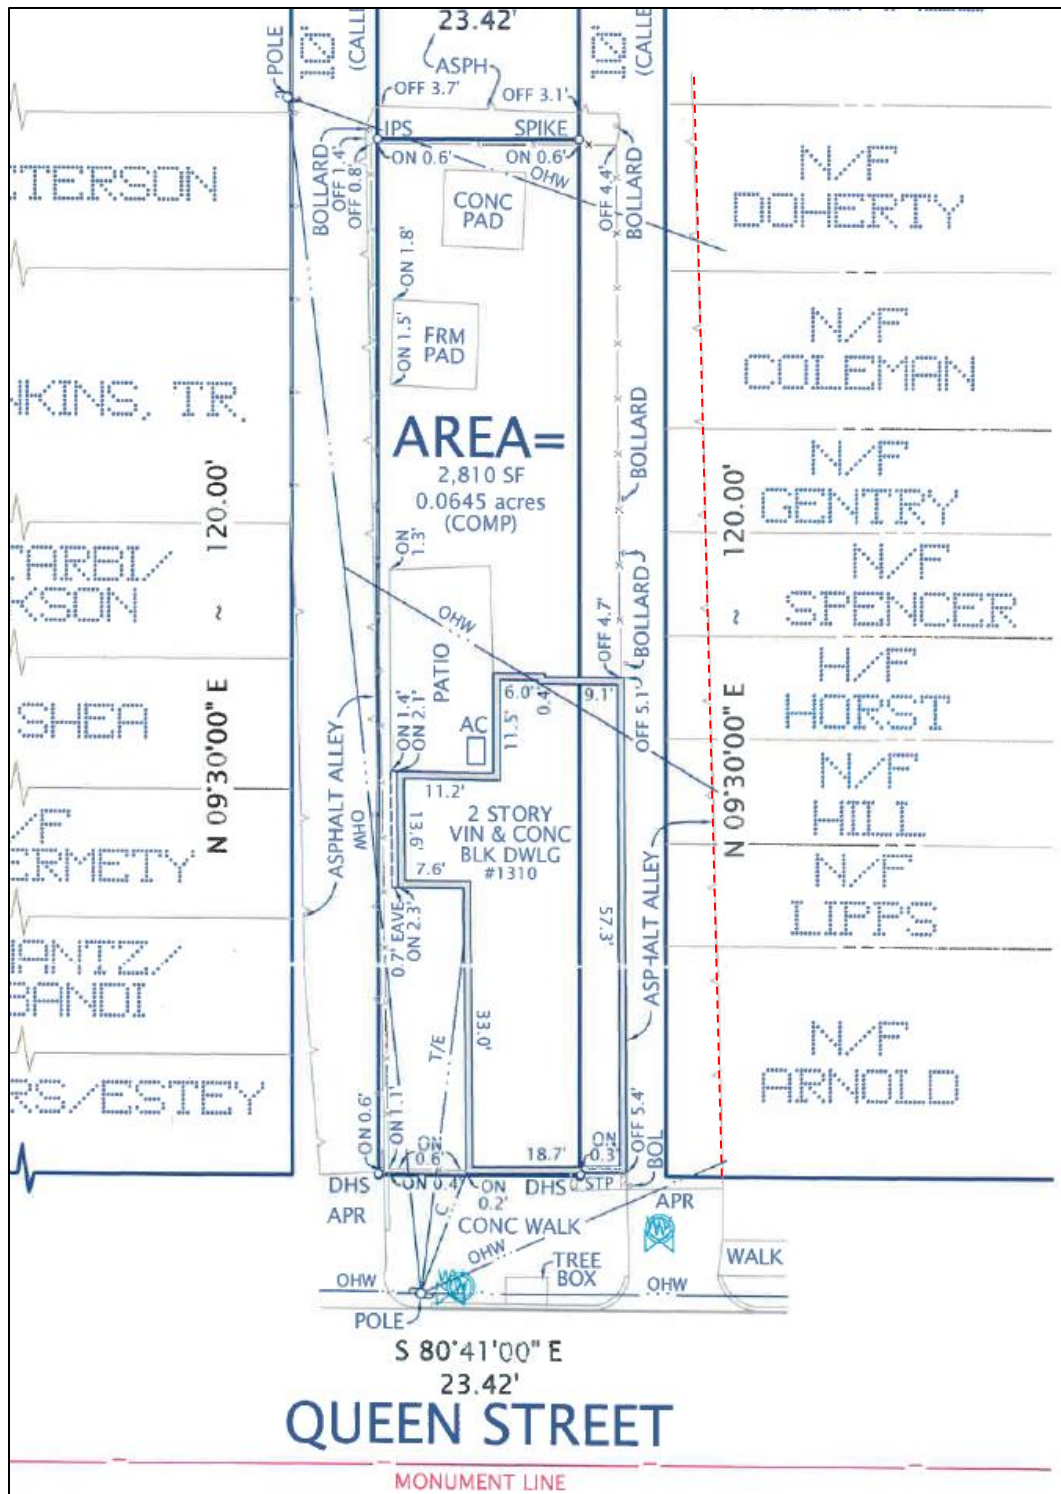 23.42'
10'
(CALLE
10'
(CALLE
POLE
ASPH
OFF 3.7'
OFF 3.1'
IPS
SPIKE
BOLLARD
OFF 1.4'
OFF 0.8'
ON 0.6'
ON 0.6'
OHW
OFF 4.4'
BOLLARD
TERSON
N/F
DOHERTY
CONC
PAD
ON 1.8'
ON 1.5'
FRM
PAD
N/F
COLEMAN
KINS, TR.
AREA=
2,810 SF
0.0645 acres
(COMP)
BOLLARD
N/F
GENTRY
N 09°30'00" E ~ 120.00'
N 09°30'00" E ~ 120.00'
ON
1.3'
CARBI/
KSON
N/F
SPENCER
OHW
PATIO
OFF 4.7'
BOLLARD
SHEA
H/F
HORST
6.0'
0.4'
9.1'
11.5'
AC
ON 1.4'
ON 2.1'
OFF 5.1'
ASPHALT ALLEY
OHW
11.2'
13.9'
7.6'
2 STORY
VIN & CONC
BLK DWLG
#1310
N/F
HILL
/F
ERMETY
N/F
LIPPS
0.7' EAVE
ON 2.3'
57.3'
ASPHALT ALLEY
ANTZ/
BANDI
T/E
33.0'
N/F
ARNOLD
RS/ESTEY
ON 0.6'
ON 1.1'
ON
0.6'
18.7'
ON
0.3'
OFF 5.4'
BOL
DHS
ON 0.4'
ON
0.2'
DHS
STP
APR
APR
CONC WALK
OHW
WALK
TREE
BOX
OHW
OHW
POLE
S 80°41'00" E
23.42'
QUEEN STREET
MONUMENT LINE